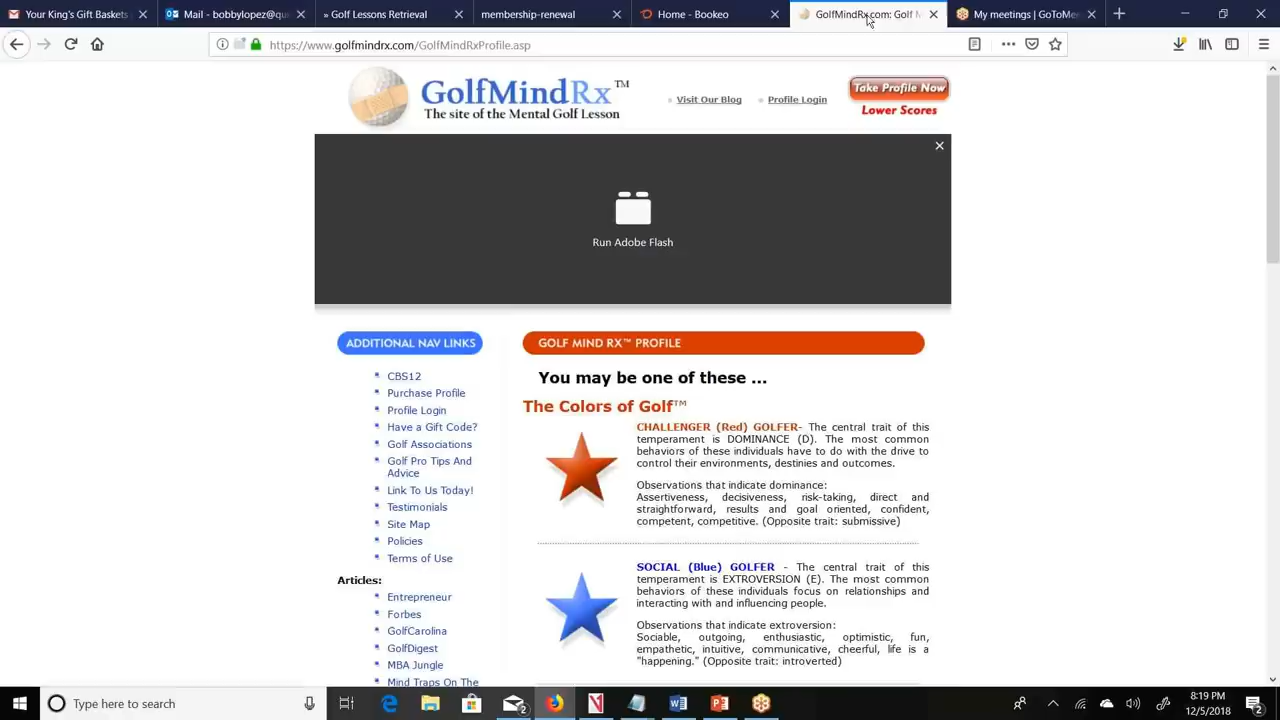 Your King's Gift Baskets
Mail - bobbylopez@qu
» Golf Lessons Retrieval
membership-renewal
Home - Bookeo
GolfMindRx.com: Golf M
My meetings | GoToMee
https://www.golfmindrx.com/GolfMindRxProfile.asp
GolfMindRx™
The site of the Mental Golf Lesson
Visit Our Blog
Profile Login
Take Profile Now
Lower Scores
Run Adobe Flash
ADDITIONAL NAV LINKS
CBS12
Purchase Profile
Profile Login
Have a Gift Code?
Golf Associations
Golf Pro Tips And
Advice
Link To Us Today!
Testimonials
Site Map
Policies
Terms of Use
Articles:
Entrepreneur
Forbes
GolfCarolina
GolfDigest
MBA Jungle
Mind Traps On The
GOLF MIND RX™ PROFILE
You may be one of these ...
The Colors of Golf™
CHALLENGER (Red) GOLFER- The central trait of this
temperament is DOMINANCE (D). The most common
behaviors of these individuals have to do with the drive to
control their environments, destinies and outcomes.
Observations that indicate dominance:
Assertiveness, decisiveness, risk-taking, direct and
straightforward, results and goal oriented, confident,
competent, competitive. (Opposite trait: submissive)
SOCIAL (Blue) GOLFER - The central trait of this
temperament is EXTROVERSION (E). The most common
behaviors of these individuals focus on relationships and
interacting with and influencing people.
Observations that indicate extroversion:
Sociable, outgoing, enthusiastic, optimistic, fun,
empathetic, intuitive, communicative, cheerful, life is a
"happening." (Opposite trait: introverted)
Type here to search
2
8:19 PM
12/5/2018
2